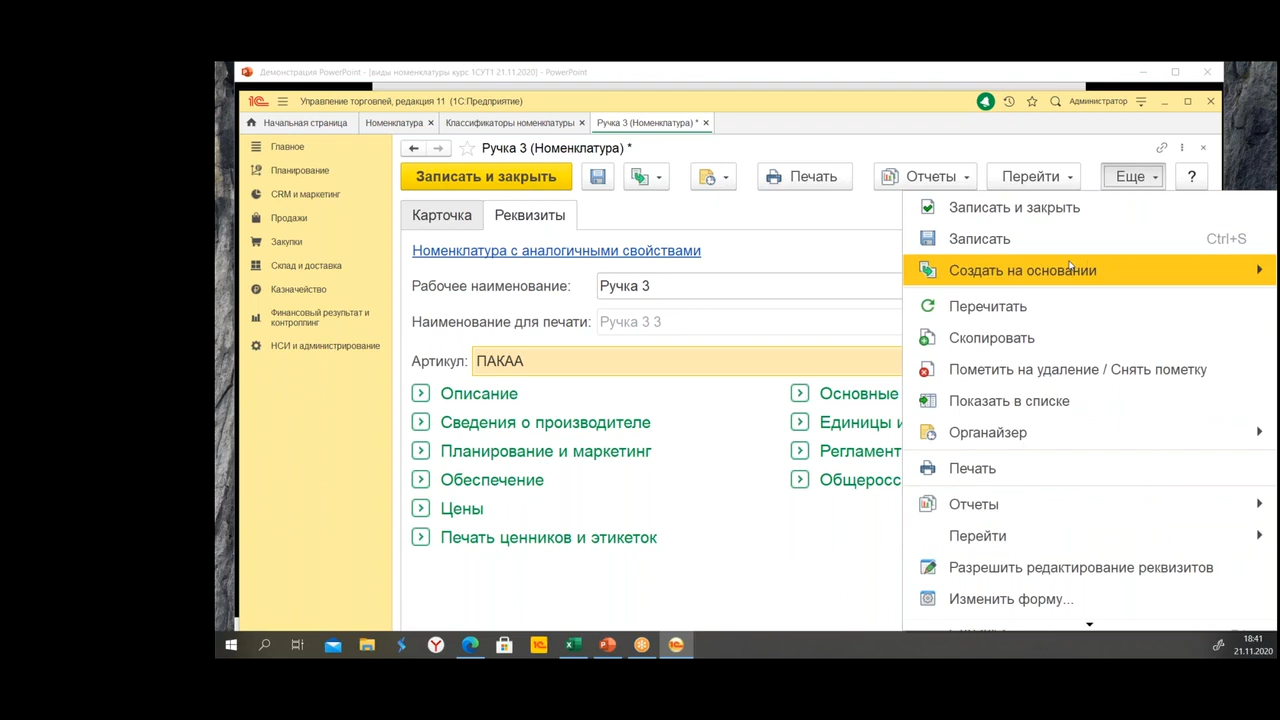 Демонстрация PowerPoint - [виды номенклатуры курс 1СУТ1 21.11.2020] - PowerPoint
Управление торговлей, редакция 11 (1С:Предприятие)
Администратор
Начальная страница
Номенклатура ×
Классификаторы номенклатуры ×
Ручка 3 (Номенклатура) * ×
Главное
Планирование
CRM и маркетинг
Продажи
Закупки
Склад и доставка
Казначейство
Финансовый результат и
контроллинг
НСИ и администрирование
Ручка 3 (Номенклатура) *
Записать и закрыть
Печать
Отчеты
Перейти
Еще
?
Карточка
Реквизиты
Номенклатура с аналогичными свойствами
Рабочее наименование: Ручка 3
Наименование для печати: Ручка 3 3
Артикул: ПАКАА
Описание
Сведения о производителе
Планирование и маркетинг
Обеспечение
Цены
Печать ценников и этикеток
Основные
Единицы и
Регламент
Общеросс
Записать и закрыть
Записать Ctrl+S
Создать на основании
Перечитать
Скопировать
Пометить на удаление / Снять пометку
Показать в списке
Органайзер
Печать
Отчеты
Перейти
Разрешить редактирование реквизитов
Изменить форму...
18:41
21.11.2020